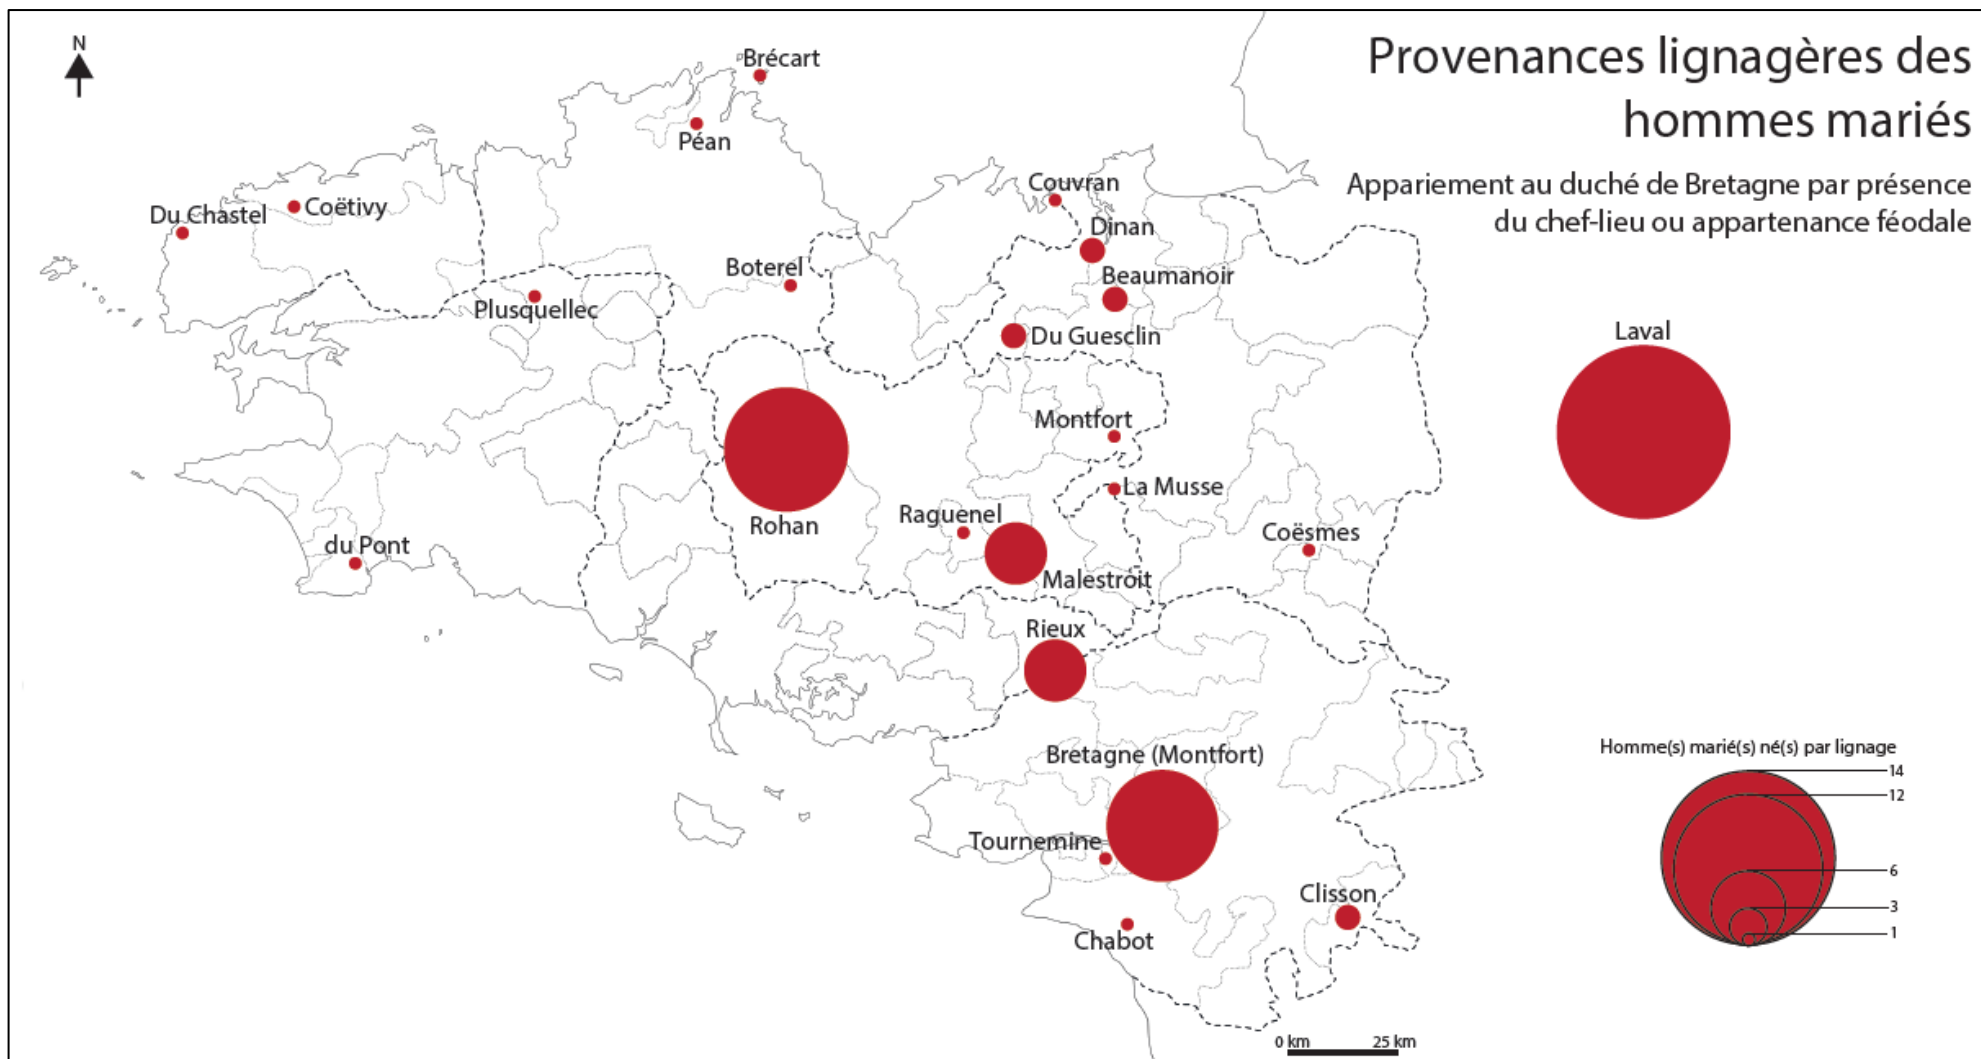 Provenances lignagères des
hommes mariés
Appariement au duché de Bretagne par présence
du chef-lieu ou appartenance féodale
N
Brécart
Péan
Couvran
Du Chastel
Coëtivy
Dinan
Boterel
Beaumanoir
Plusquellec
Du Guesclin
Laval
Montfort
La Musse
Raguenel
Rohan
Coësmes
du Pont
Malestroit
Rieux
Bretagne (Montfort)
Tournemine
Clisson
Chabot
Homme(s) marié(s) né(s) par lignage
14
12
6
3
1
0 km 25 km